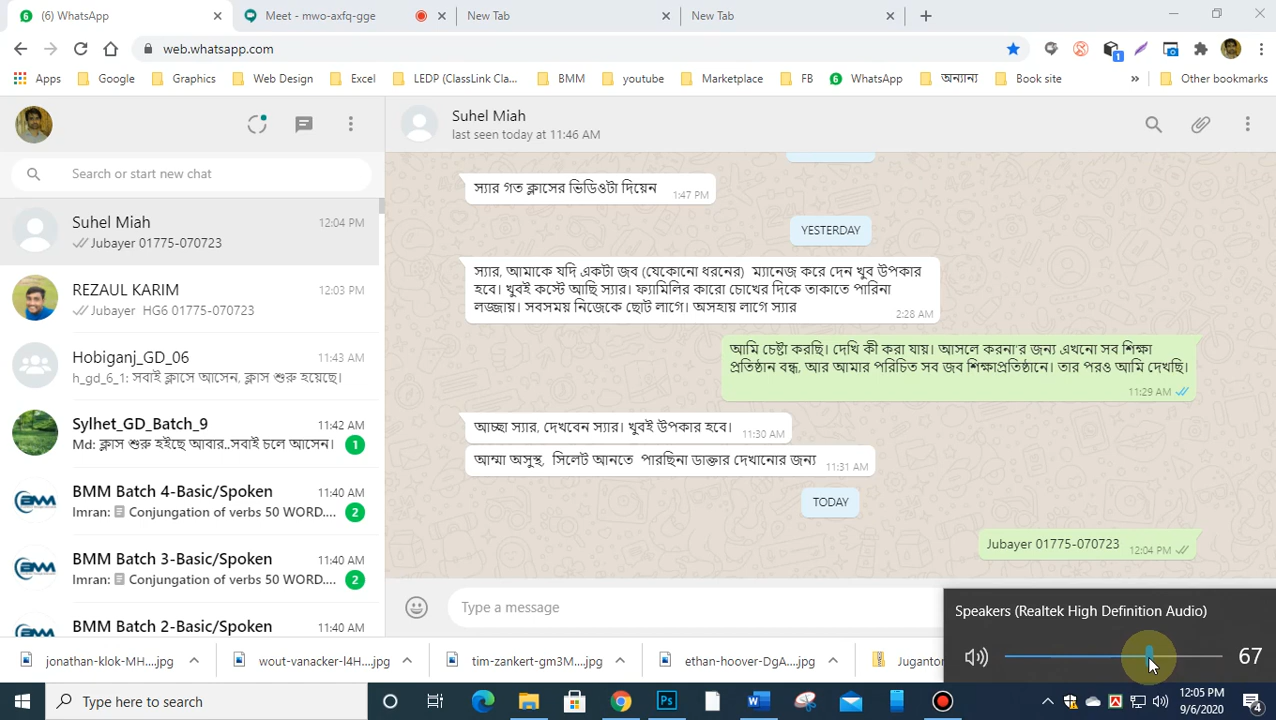 (6) WhatsApp
Meet - mwo-axfq-gge
New Tab
New Tab
web.whatsapp.com
1
Apps
Google
Graphics
Web Design
Excel
LEDP (ClassLink Cla...
BMM
youtube
Marketplace
FB
WhatsApp
অন্যান্য
Book site
»
Other bookmarks
Suhel Miah
last seen today at 11:46 AM
Search or start new chat
Suhel Miah
12:04 PM
Jubayer 01775-070723
REZAUL KARIM
12:03 PM
Jubayer HG6 01775-070723
Hobiganj_GD_06
11:43 AM
h_gd_6_1: সবাই ক্লাসে আসেন, ক্লাস শুরু হয়েছে।
Sylhet_GD_Batch_9
11:42 AM
Md: ক্লাস শুরু হইছে আবার..সবাই চলে আসেন।
1
BMM Batch 4-Basic/Spoken
11:40 AM
Imran: Conjungation of verbs 50 WORD....
2
BMM Batch 3-Basic/Spoken
11:40 AM
Imran: Conjungation of verbs 50 WORD....
2
BMM Batch 2-Basic/Spoken
11:40 AM
স্যার গত ক্লাসের ভিডিওটা দিয়েন
1:47 PM
YESTERDAY
স্যার, আমাকে যদি একটা জব (যেকোনো ধরনের) ম্যানেজ করে দেন খুব উপকার
হবে। খুবই কস্টে আছি স্যার। ফ্যামিলির কারো চোখের দিকে তাকাতে পারিনা
লজ্জায়। সবসময় নিজেকে ছোট লাগে। অসহায় লাগে স্যার
2:28 AM
আমি চেষ্টা করছি। দেখি কী করা যায়। আসলে করনা'র জন্য এখনো সব শিক্ষা
প্রতিষ্ঠান বন্ধ, আর আমার পরিচিত সব জব শিক্ষাপ্রতিষ্ঠানে। তার পরও আমি দেখছি।
11:29 AM
আচ্ছা স্যার, দেখবেন স্যার। খুবই উপকার হবে।
11:30 AM
আম্মা অসুস্থ, সিলেট আনতে পারছিনা ডাক্তার দেখানোর জন্য
11:31 AM
TODAY
Jubayer 01775-070723
12:04 PM
Type a message
Speakers (Realtek High Definition Audio)
67
jonathan-klok-MH....jpg
wout-vanacker-l4H....jpg
tim-zankert-gm3M....jpg
ethan-hoover-DgA....jpg
Juganto
Type here to search
12:05 PM
9/6/2020
4